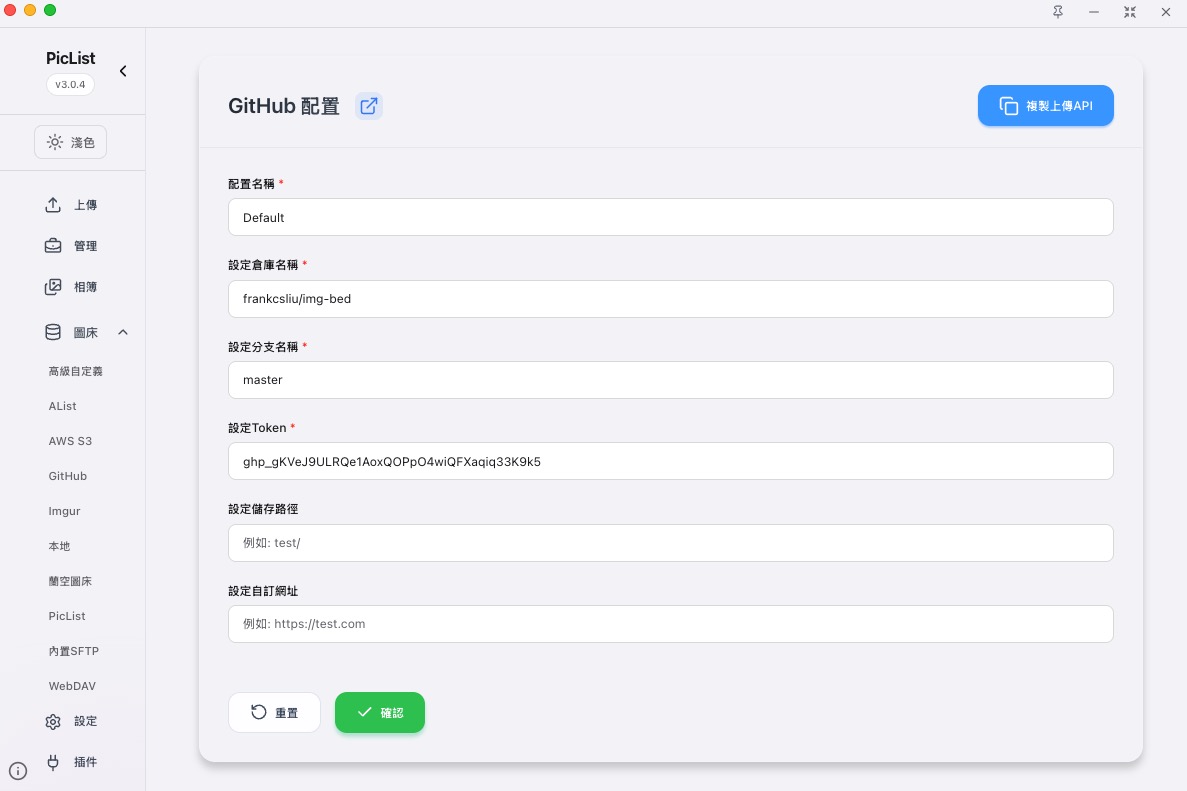 PicList
v3.0.4
淺色
上傳
管理
相簿
圖床
高級自定義
AList
AWS S3
GitHub
Imgur
本地
蘭空圖床
PicList
內置SFTP
WebDAV
設定
插件
GitHub 配置
複製上傳API
配置名稱 *
Default
設定倉庫名稱 *
frankcsliu/img-bed
設定分支名稱 *
master
設定Token *
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
設定儲存路徑
例如: test/
設定自訂網址
例如: https://test.com
重置
確認